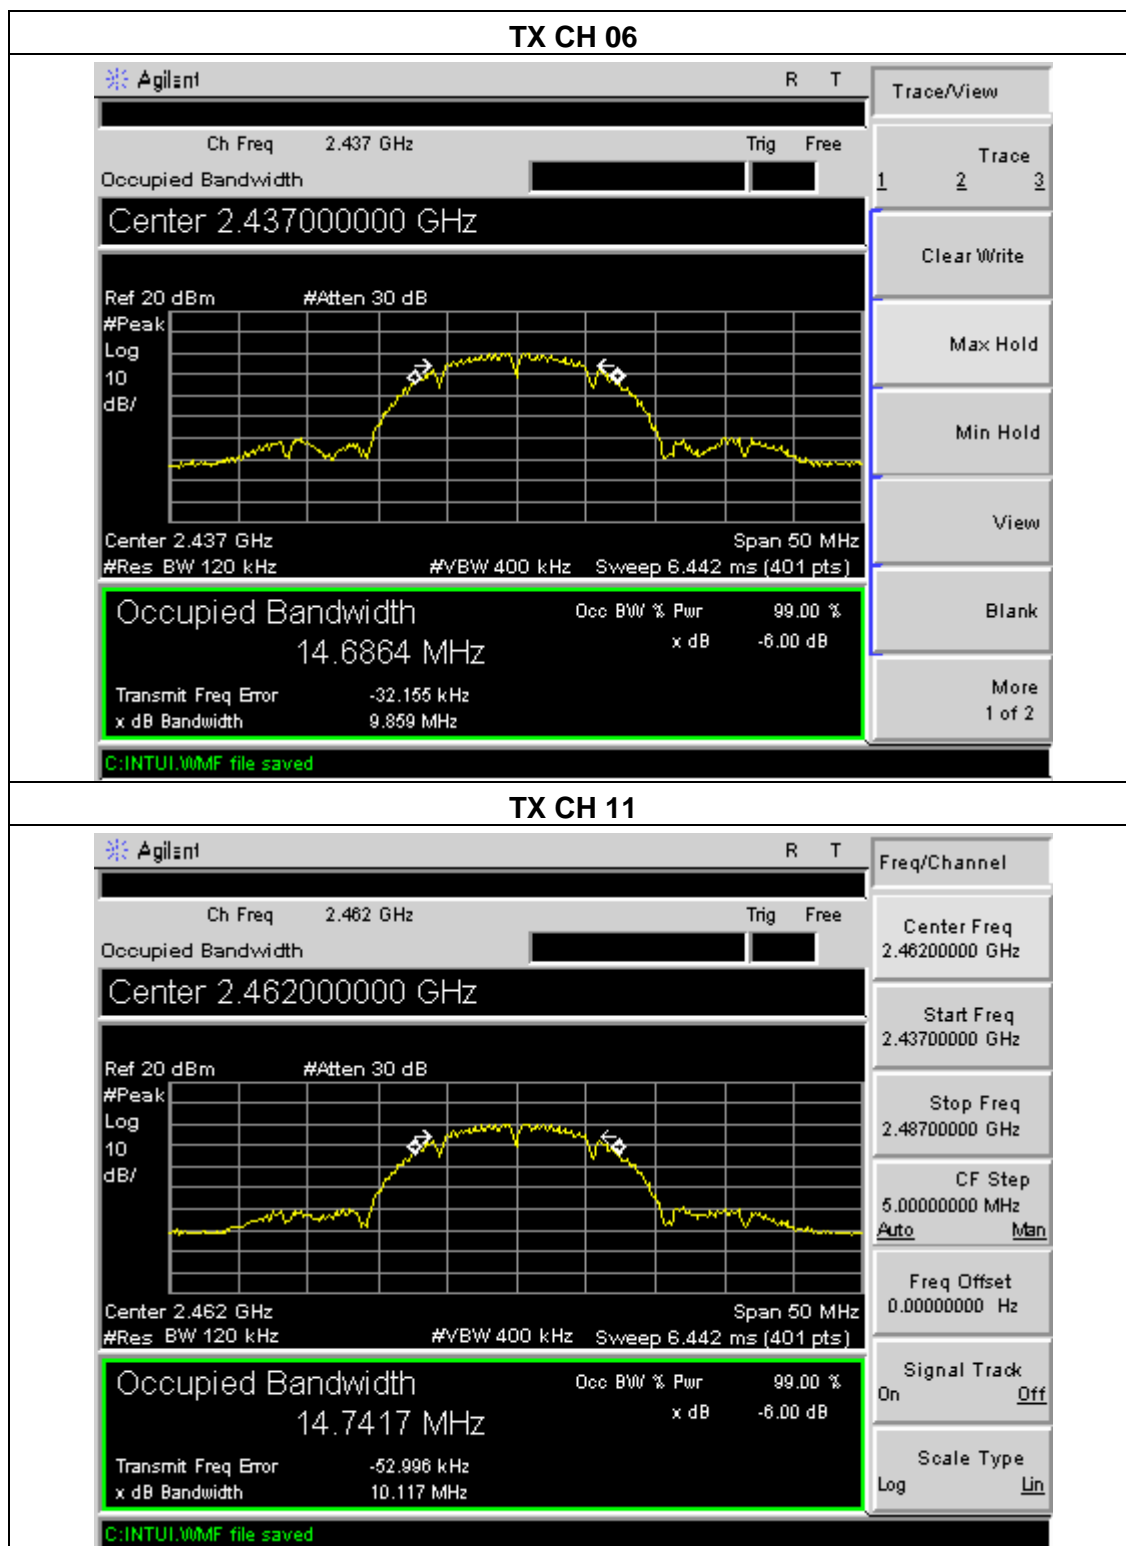 TX CH 06
Agilent R T
Trace/View
Ch Freq 2.437 GHz Trig Free
Occupied Bandwidth
Trace
1 2 3
Center 2.437000000 GHz
Clear Write
Ref 20 dBm #Atten 30 dB
#Peak
Log
10
dB/
Max Hold
Min Hold
View
Center 2.437 GHz Span 50 MHz
#Res BW 120 kHz #VBW 400 kHz Sweep 6.442 ms (401 pts)
Occupied Bandwidth Occ BW % Pwr 99.00 %
14.6864 MHz x dB -6.00 dB
Blank
Transmit Freq Error -32.155 kHz
x dB Bandwidth 9.859 MHz
More
1 of 2
C:INTUI.WMF file saved
TX CH 11
Agilent R T
Freq/Channel
Ch Freq 2.462 GHz Trig Free
Occupied Bandwidth
Center Freq
2.46200000 GHz
Center 2.462000000 GHz
Start Freq
2.43700000 GHz
Ref 20 dBm #Atten 30 dB
#Peak
Log
10
dB/
Stop Freq
2.48700000 GHz
CF Step
5.00000000 MHz
Auto Man
Freq Offset
0.00000000 Hz
Center 2.462 GHz Span 50 MHz
#Res BW 120 kHz #VBW 400 kHz Sweep 6.442 ms (401 pts)
Occupied Bandwidth Occ BW % Pwr 99.00 %
14.7417 MHz x dB -6.00 dB
Signal Track
On Off
Transmit Freq Error -52.996 kHz
x dB Bandwidth 10.117 MHz
Scale Type
Log Lin
C:INTUI.WMF file saved